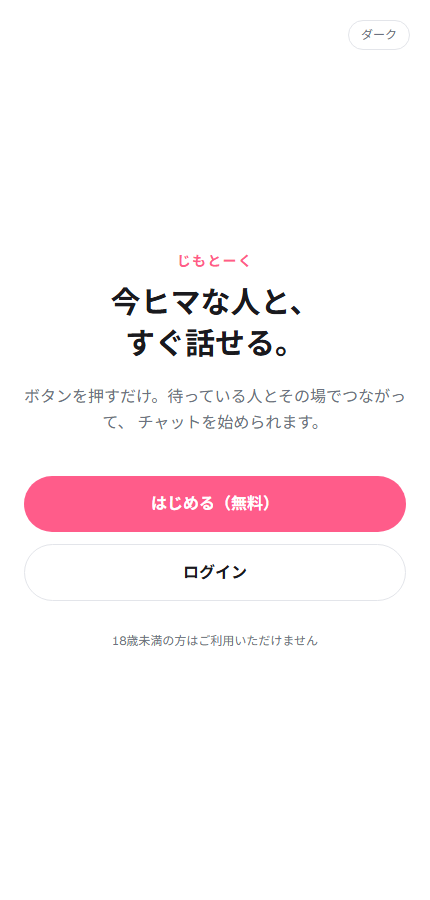 ダーク
じもとーく
今ヒマな人と、
すぐ話せる。
ボタンを押すだけ。待っている人とその場でつながっ
て、 チャットを始められます。
はじめる（無料）
ログイン
18歳未満の方はご利用いただけません